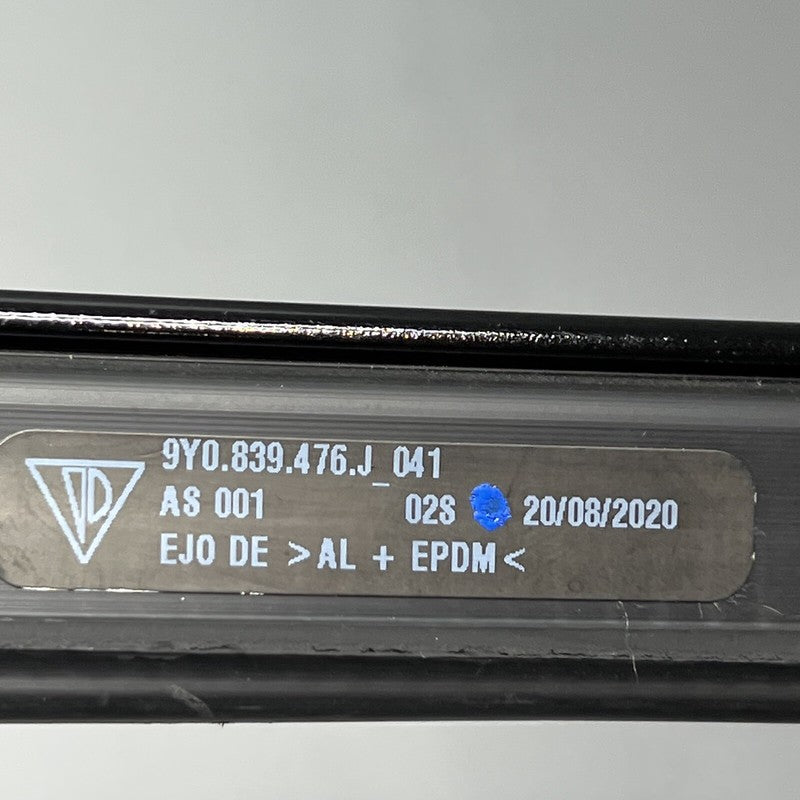 9Y0.839.476.J_041
AS 001 02S 20/08/2020
EJO DE >AL + EPDM<